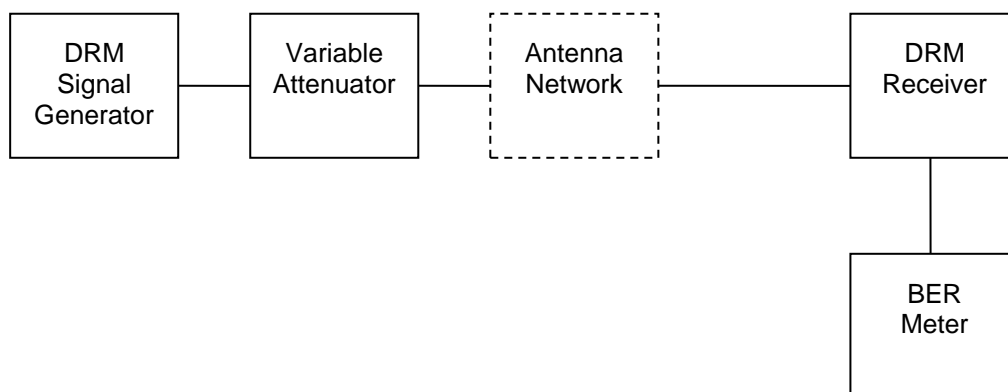 DRM
Signal
Generator
Variable
Attenuator
Antenna
Network
DRM
Receiver
BER
Meter